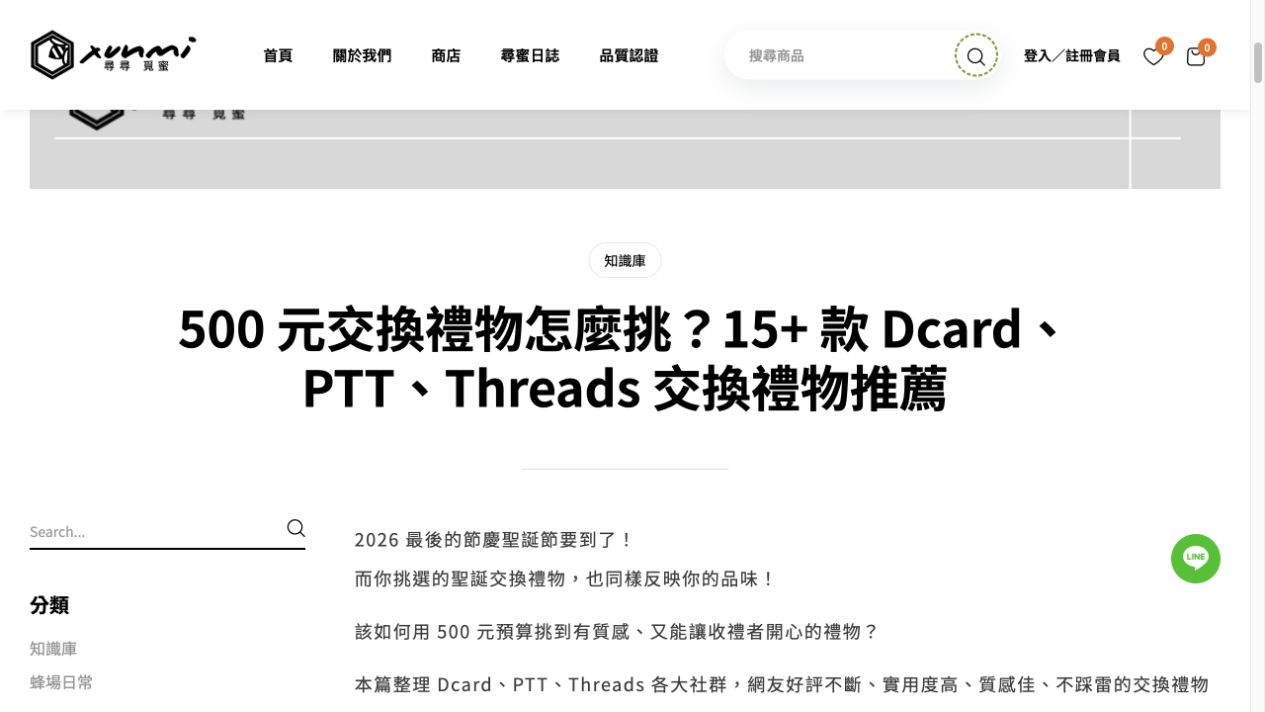 xunmi
尋尋 覓蜜
首頁
關於我們
商店
尋蜜日誌
品質認證
搜尋商品
登入／註冊會員
0
0
尋尋 覓蜜
知識庫
500 元交換禮物怎麼挑？15+ 款 Dcard、
PTT、Threads 交換禮物推薦
Search...
分類
知識庫
蜂場日常
2026 最後的節慶聖誕節要到了！
而你挑選的聖誕交換禮物，也同樣反映你的品味！
該如何用 500 元預算挑到有質感、又能讓收禮者開心的禮物？
本篇整理 Dcard、PTT、Threads 各大社群，網友好評不斷、實用度高、質感佳、不踩雷的交換禮物
LINE